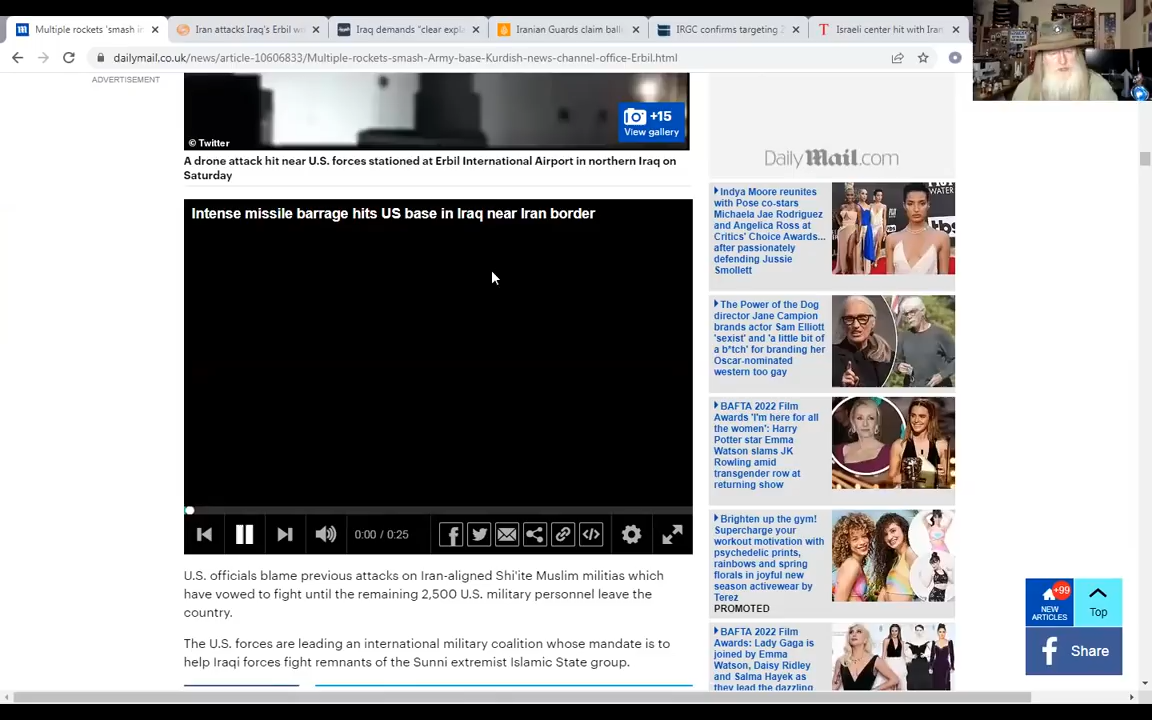 Multiple rockets 'smash in
Iran attacks Iraq's Erbil wi
Iraq demands "clear expla
Iranian Guards claim balli
IRGC confirms targeting 2
Israeli center hit with Iran
dailymail.co.uk/news/article-10606833/Multiple-rockets-smash-Army-base-Kurdish-news-channel-office-Erbil.html
ADVERTISEMENT
+15
View gallery
© Twitter
A drone attack hit near U.S. forces stationed at Erbil International Airport in northern Iraq on
Saturday
Intense missile barrage hits US base in Iraq near Iran border
0:00 / 0:25
U.S. officials blame previous attacks on Iran-aligned Shi'ite Muslim militias which
have vowed to fight until the remaining 2,500 U.S. military personnel leave the
country.
The U.S. forces are leading an international military coalition whose mandate is to
help Iraqi forces fight remnants of the Sunni extremist Islamic State group.
Daily Mail.com
Indya Moore reunites
with Pose co-stars
Michaela Jae Rodriguez
and Angelica Ross at
Critics' Choice Awards...
after passionately
defending Jussie
Smollett
WATER
tbs
The Power of the Dog
director Jane Campion
brands actor Sam Elliott
'sexist' and 'a little bit of
a b*tch' for branding her
Oscar-nominated
western too gay
BAFTA 2022 Film
Awards 'I'm here for all
the women': Harry
Potter star Emma
Watson slams JK
Rowling amid
transgender row at
returning show
Brighten up the gym!
Supercharge your
workout motivation with
psychedelic prints,
rainbows and spring
florals in joyful new
season activewear by
Terez
PROMOTED
BAFTA 2022 Film
Awards: Lady Gaga is
joined by Emma
Watson, Daisy Ridley
and Salma Hayek as
they lead the dazzling
+99
NEW
ARTICLES
Top
Share